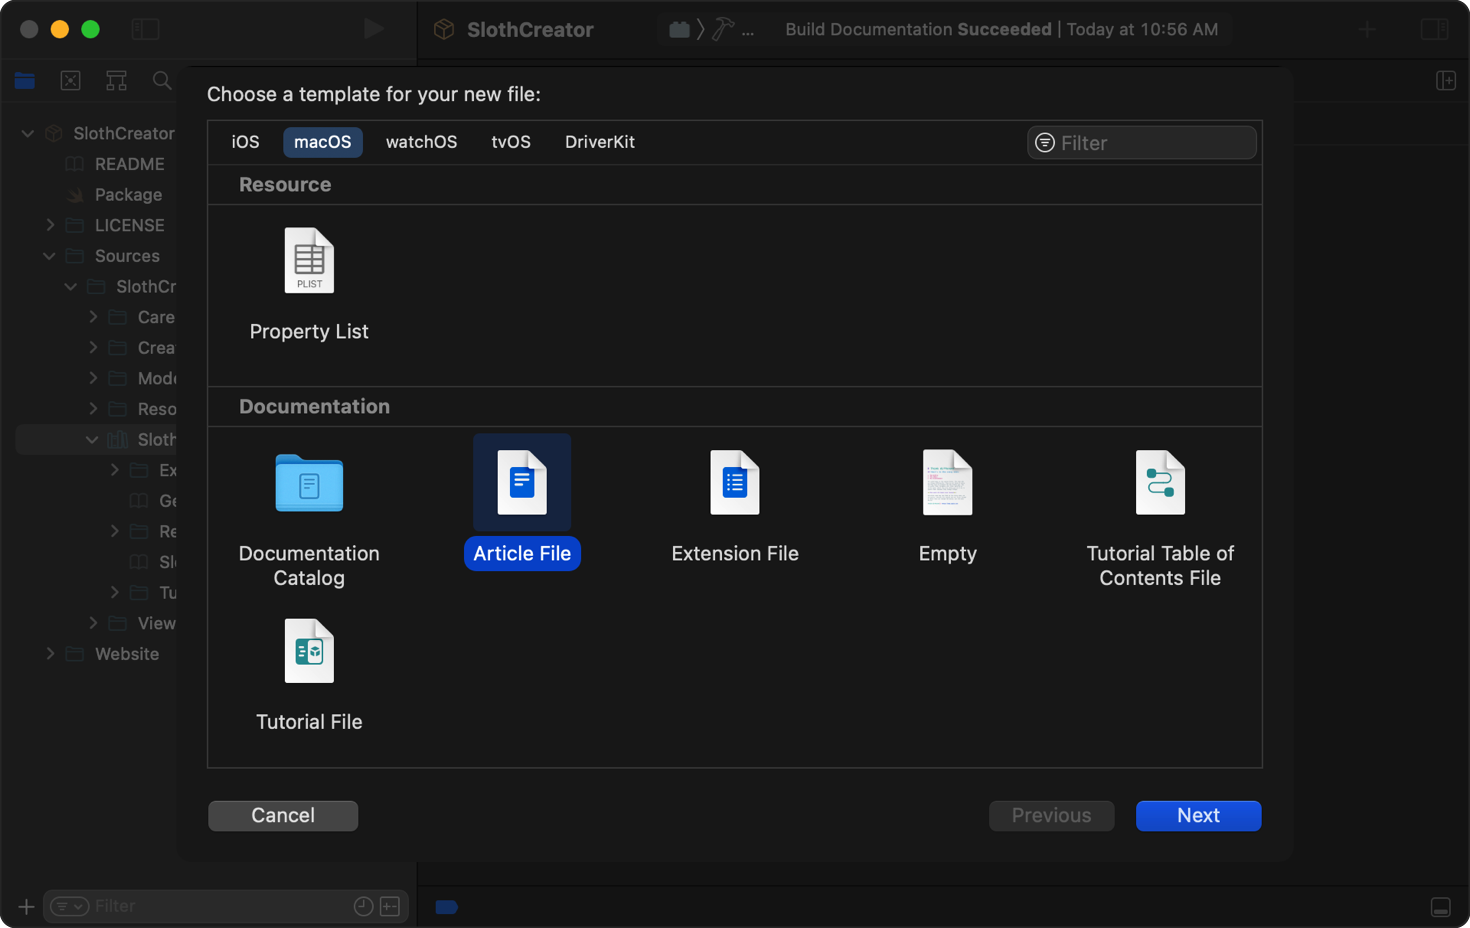 SlothCreator
...
Build Documentation Succeeded | Today at 10:56 AM
Choose a template for your new file:
iOS
macOS
watchOS
tvOS
DriverKit
Filter
Resource
PLIST
Property List
Documentation
Documentation
Catalog
Article File
Extension File
Empty
Tutorial Table of
Contents File
Tutorial File
Cancel
Previous
Next
SlothCreator
README
Package
LICENSE
Sources
SlothCr
Care
Crea
Mode
Reso
Sloth
Ex
Ge
Re
Slo
Tu
View
Website
Filter